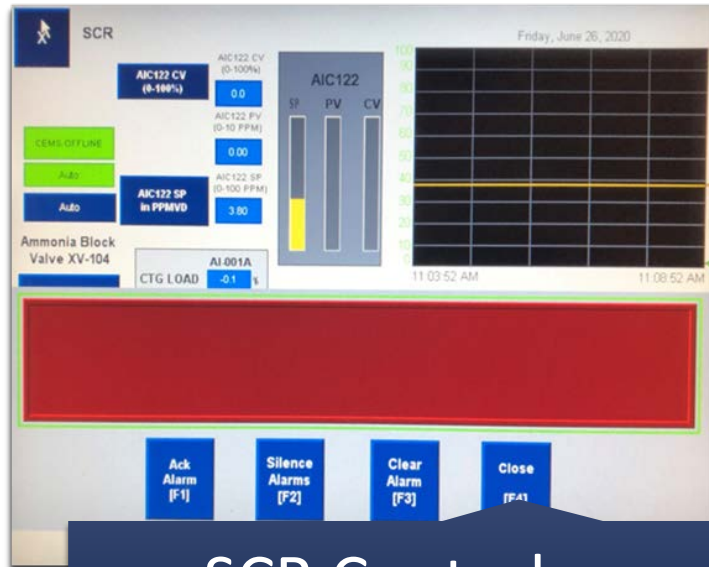 SCR
Friday, June 26, 2020
AIC122 CV
(0-100%)
AIC122 CV
(0-100%)
0.0
AIC122 PV
(0-10 PPM)
0.00
AIC122 SP
(0-100 PPM)
3.80
CEMS OFFLINE
Auto
Auto
AIC122 SP
in PPMVD
Ammonia Block
Valve XV-104
AI-001A
CTG LOAD -0.1 %
AIC122
SP PV CV
100
90
80
70
60
50
40
30
20
10
0
11:03:52 AM
11:08:52 AM
Ack
Alarm
[F1]
Silence
Alarms
[F2]
Clear
Alarm
[F3]
Close
[F4]
SCR Control